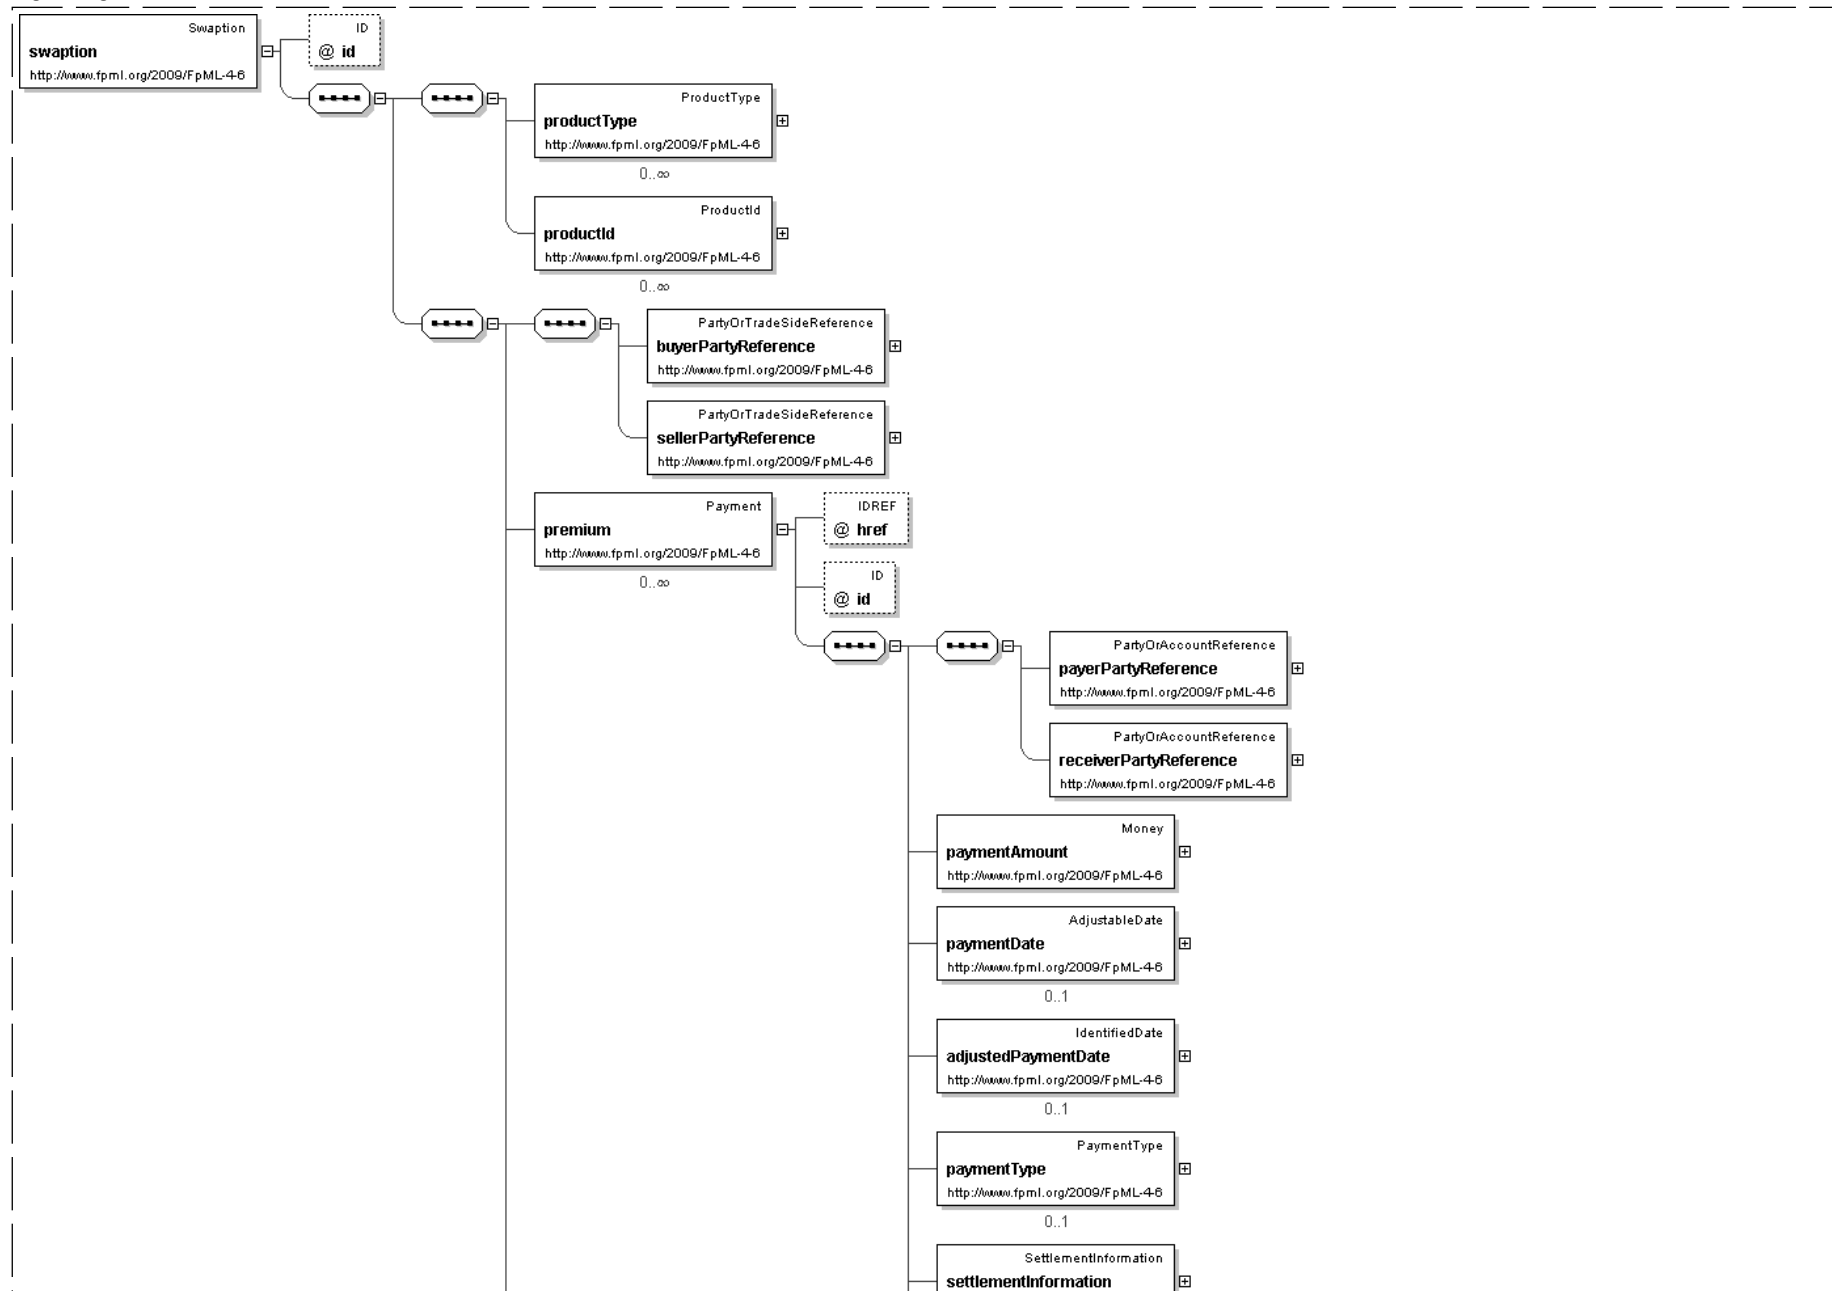 Swaption
swaption
http://www.fpml.org/2009/FpML-4-6
ID
@ id
ProductType
productType
http://www.fpml.org/2009/FpML-4-6
0..∞
ProductId
productId
http://www.fpml.org/2009/FpML-4-6
0..∞
PartyOrTradeSideReference
buyerPartyReference
http://www.fpml.org/2009/FpML-4-6
PartyOrTradeSideReference
sellerPartyReference
http://www.fpml.org/2009/FpML-4-6
Payment
premium
http://www.fpml.org/2009/FpML-4-6
0..∞
IDREF
@ href
ID
@ id
PartyOrAccountReference
payerPartyReference
http://www.fpml.org/2009/FpML-4-6
PartyOrAccountReference
receiverPartyReference
http://www.fpml.org/2009/FpML-4-6
Money
paymentAmount
http://www.fpml.org/2009/FpML-4-6
AdjustableDate
paymentDate
http://www.fpml.org/2009/FpML-4-6
0..1
IdentifiedDate
adjustedPaymentDate
http://www.fpml.org/2009/FpML-4-6
0..1
PaymentType
paymentType
http://www.fpml.org/2009/FpML-4-6
0..1
SettlementInformation
settlementInformation